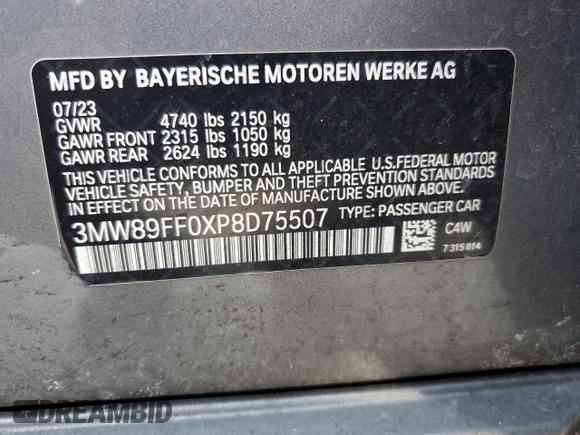 MFD BY BAYERISCHE MOTOREN WERKE AG
07/23
GVWR 4740 lbs 2150 kg
GAWR FRONT 2315 lbs 1050 kg
GAWR REAR 2624 lbs 1190 kg
THIS VEHICLE CONFORMS TO ALL APPLICABLE U.S.FEDERAL MOTOR
VEHICLE SAFETY, BUMPER AND THEFT PREVENTION STANDARDS
IN EFFECT ON THE DATE OF MANUFACTURE SHOWN ABOVE.
3MW89FF0XP8D75507 TYPE: PASSENGER CAR
C4W
7315814
DREAMBID